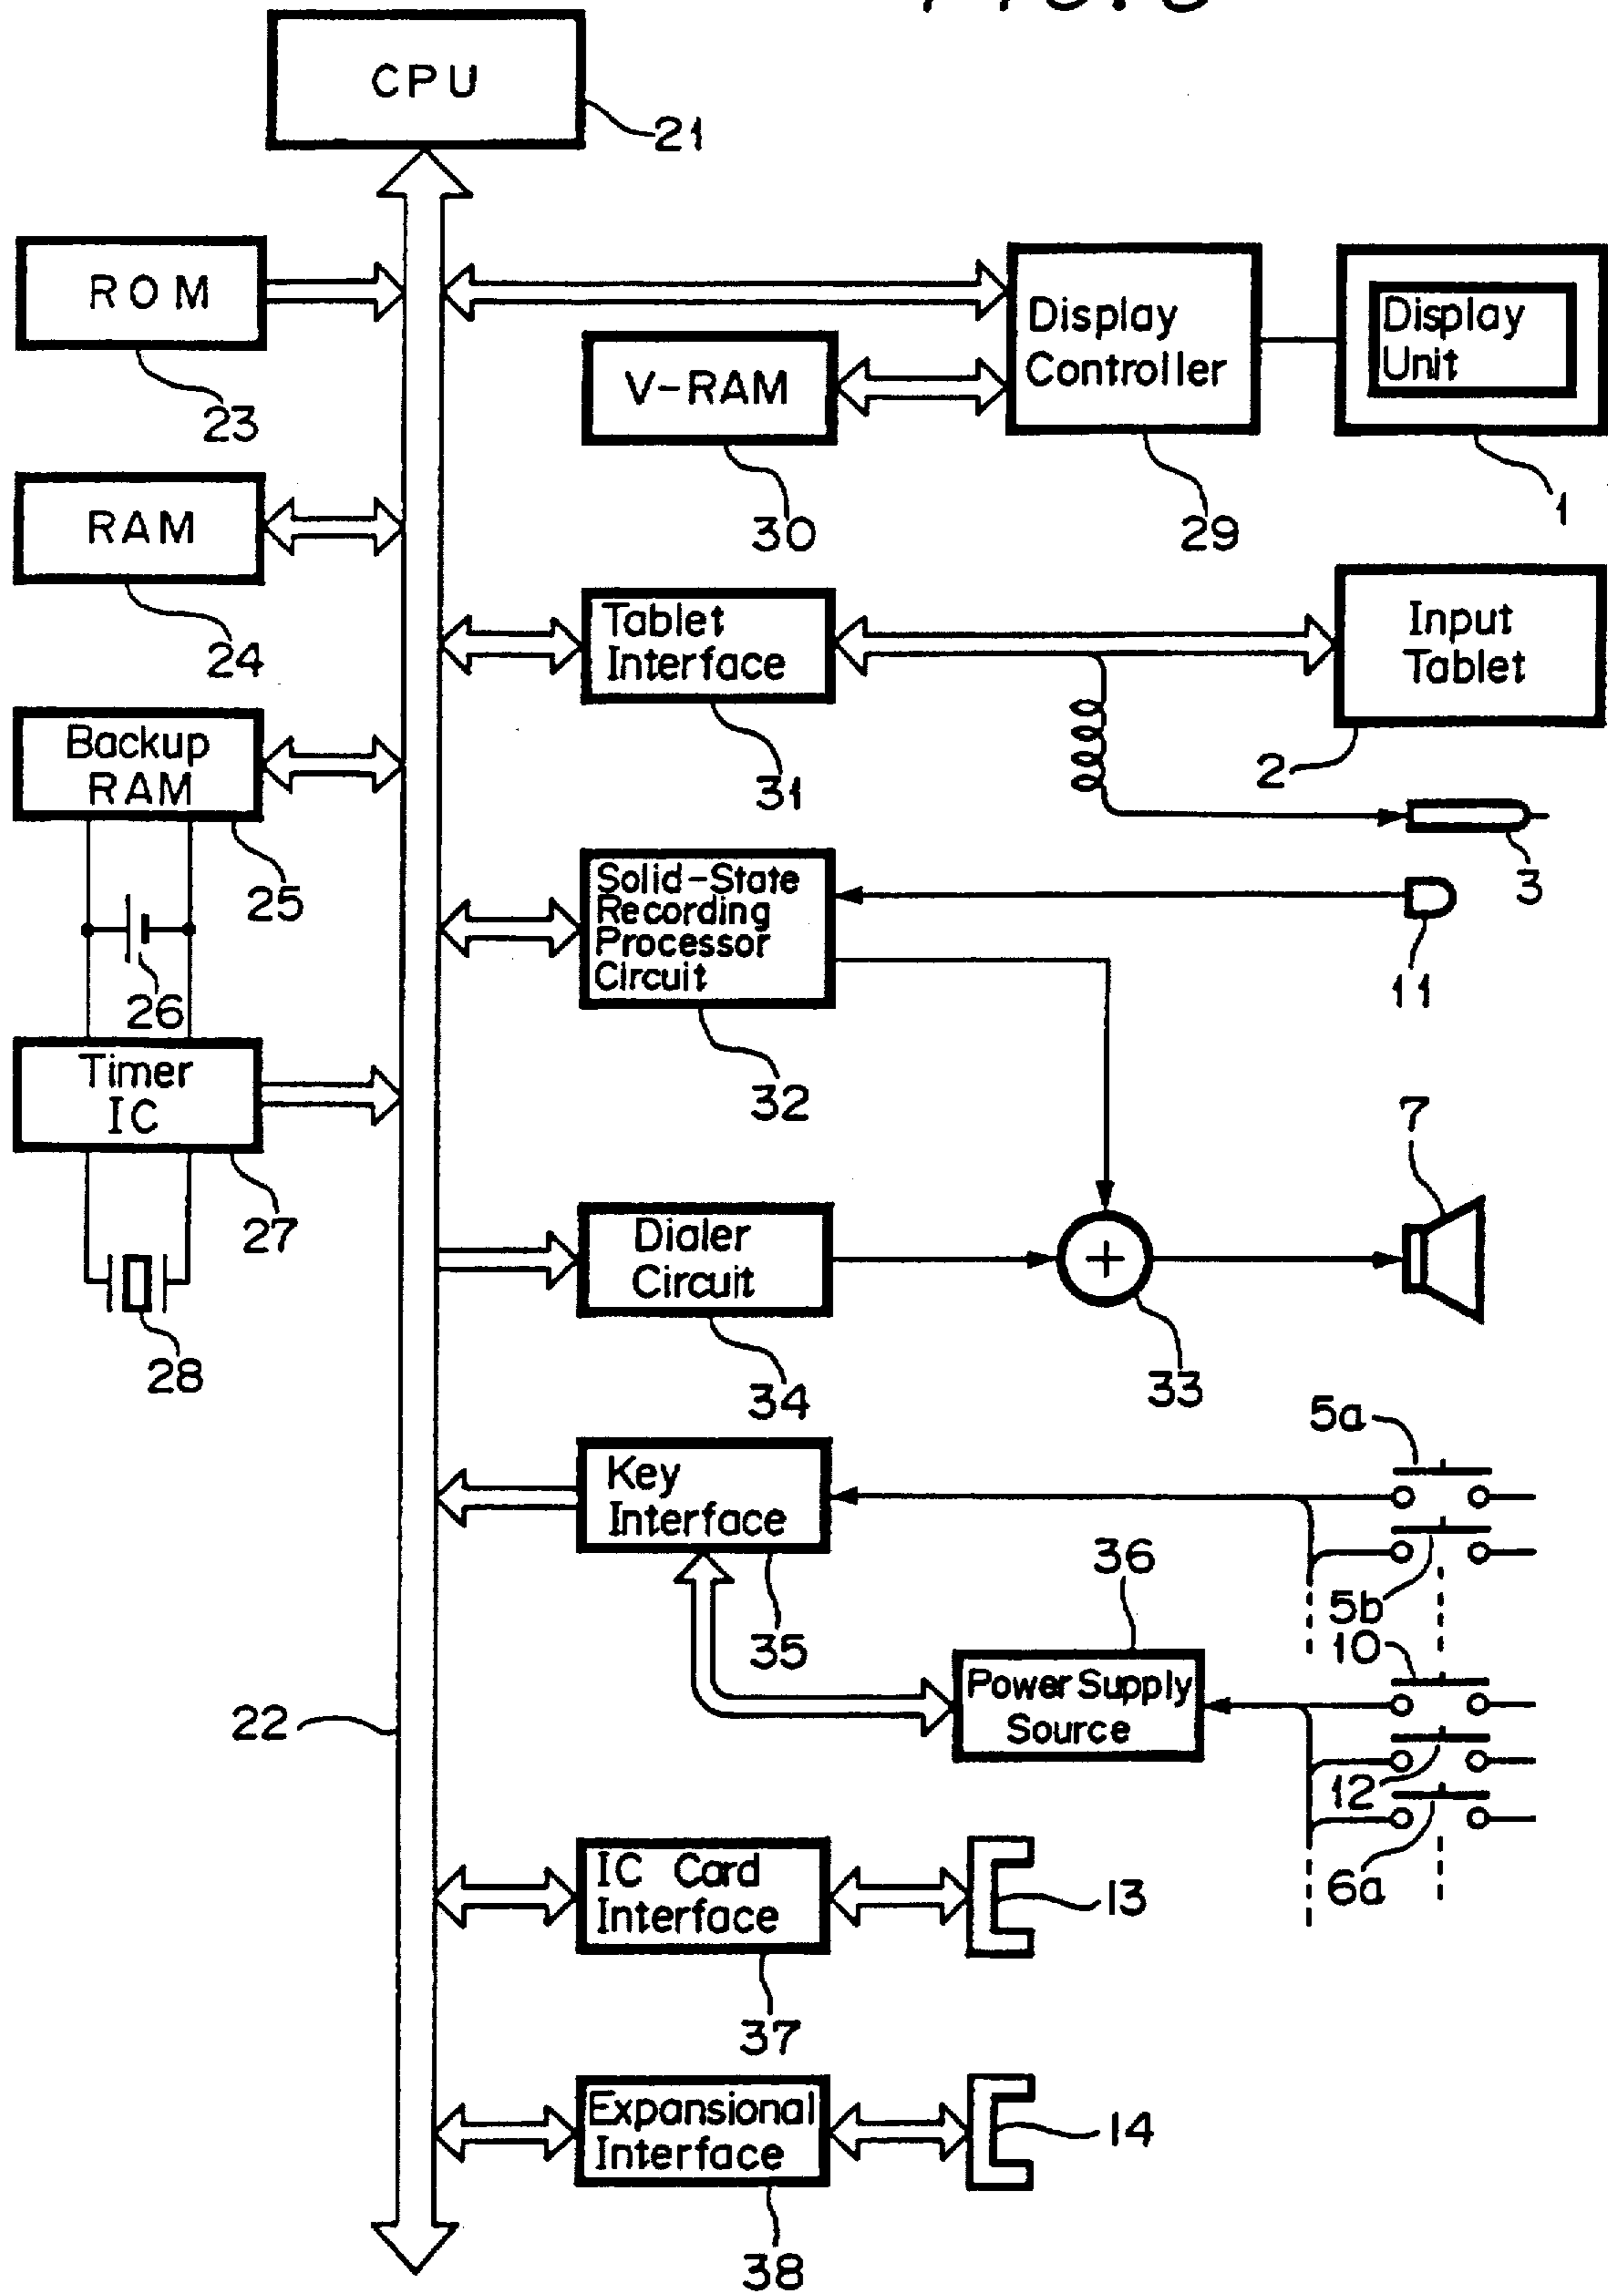 CPU
21
ROM
23
Display
Controller
29
Display
Unit
1
V-RAM
30
RAM
24
Tablet
Interface
31
Input
Tablet
2
3
Backup
RAM
25
26
Solid-State
Recording
Processor
Circuit
32
11
Timer
IC
27
28
7
Dialer
Circuit
34
+
33
5a
Key
Interface
35
5b
36
10
Power Supply
Source
12
6a
22
IC Card
Interface
37
13
Expansional
Interface
38
14